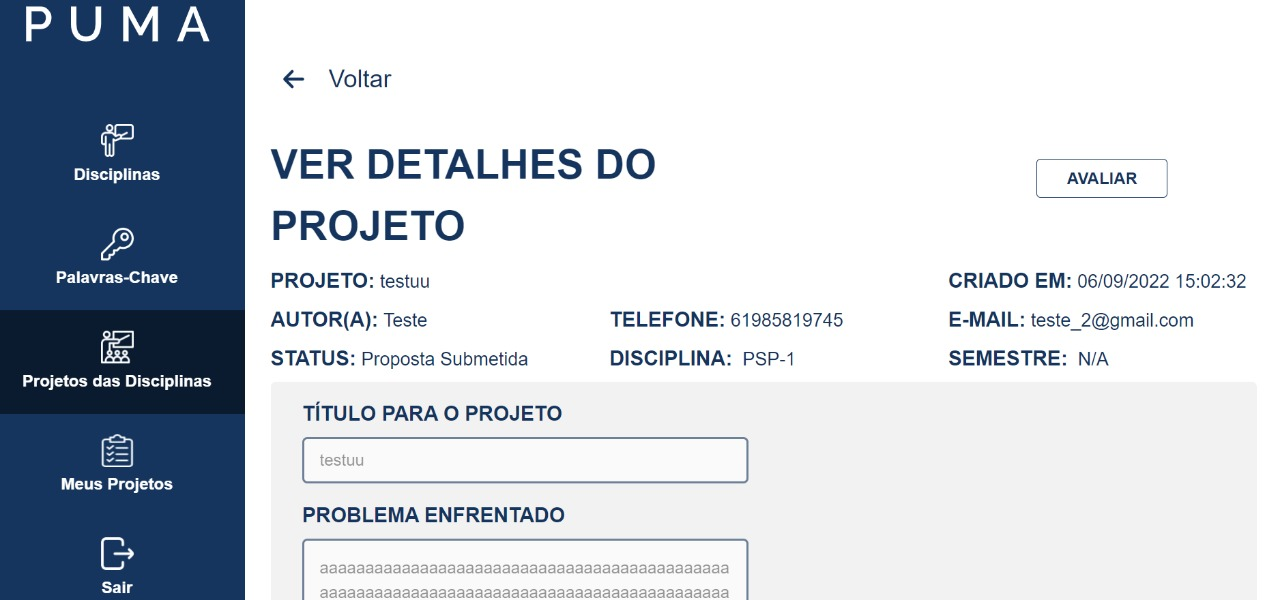 PUMA
Disciplinas
Palavras-Chave
Projetos das Disciplinas
Meus Projetos
Sair
Voltar
VER DETALHES DO
PROJETO
AVALIAR
PROJETO: testuu
CRIADO EM: 06/09/2022 15:02:32
AUTOR(A): Teste
TELEFONE: 61985819745
E-MAIL: teste_2@gmail.com
STATUS: Proposta Submetida
DISCIPLINA: PSP-1
SEMESTRE: N/A
TÍTULO PARA O PROJETO
testuu
PROBLEMA ENFRENTADO
aaaaaaaaaaaaaaaaaaaaaaaaaaaaaaaaaaaaaaaaaaaaa
aaaaaaaaaaaaaaaaaaaaaaaaaaaaaaaaaaaaaaaaaaaaa